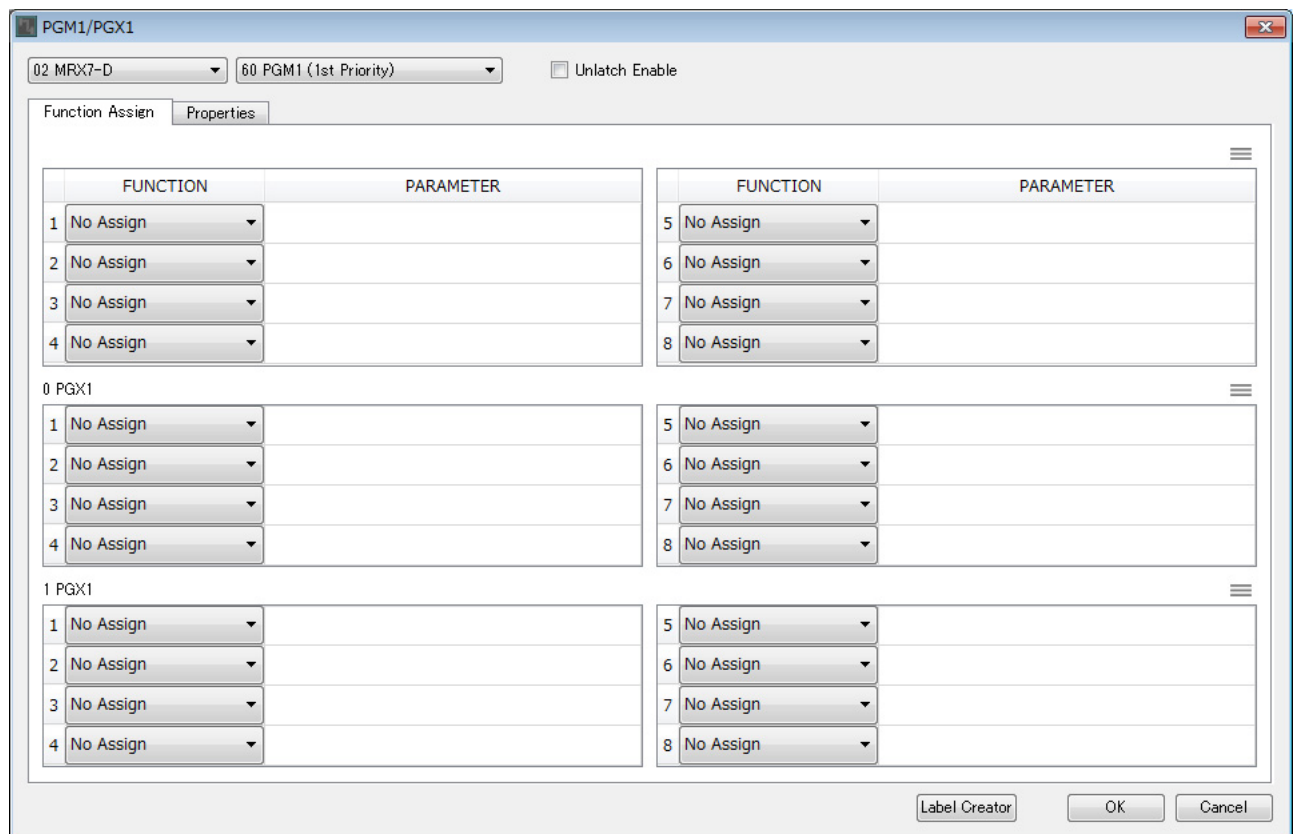 PGM1/PGX1
02 MRX7-D 60 PGM1 (1st Priority) Unlatch Enable
Function Assign Properties
FUNCTION PARAMETER FUNCTION PARAMETER
1 No Assign 5 No Assign
2 No Assign 6 No Assign
3 No Assign 7 No Assign
4 No Assign 8 No Assign
0 PGX1
1 No Assign 5 No Assign
2 No Assign 6 No Assign
3 No Assign 7 No Assign
4 No Assign 8 No Assign
1 PGX1
1 No Assign 5 No Assign
2 No Assign 6 No Assign
3 No Assign 7 No Assign
4 No Assign 8 No Assign
Label Creator OK Cancel